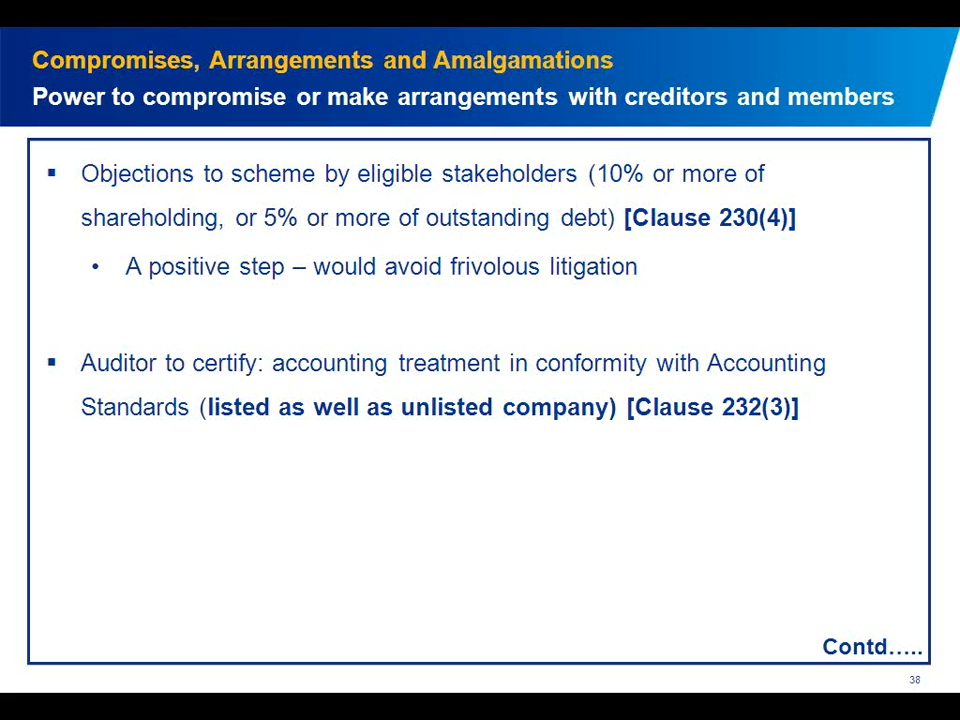 Compromises, Arrangements and Amalgamations
Power to compromise or make arrangements with creditors and members
▪ Objections to scheme by eligible stakeholders (10% or more of
shareholding, or 5% or more of outstanding debt) [Clause 230(4)]
• A positive step – would avoid frivolous litigation
▪ Auditor to certify: accounting treatment in conformity with Accounting
Standards (listed as well as unlisted company) [Clause 232(3)]
Contd…..
38